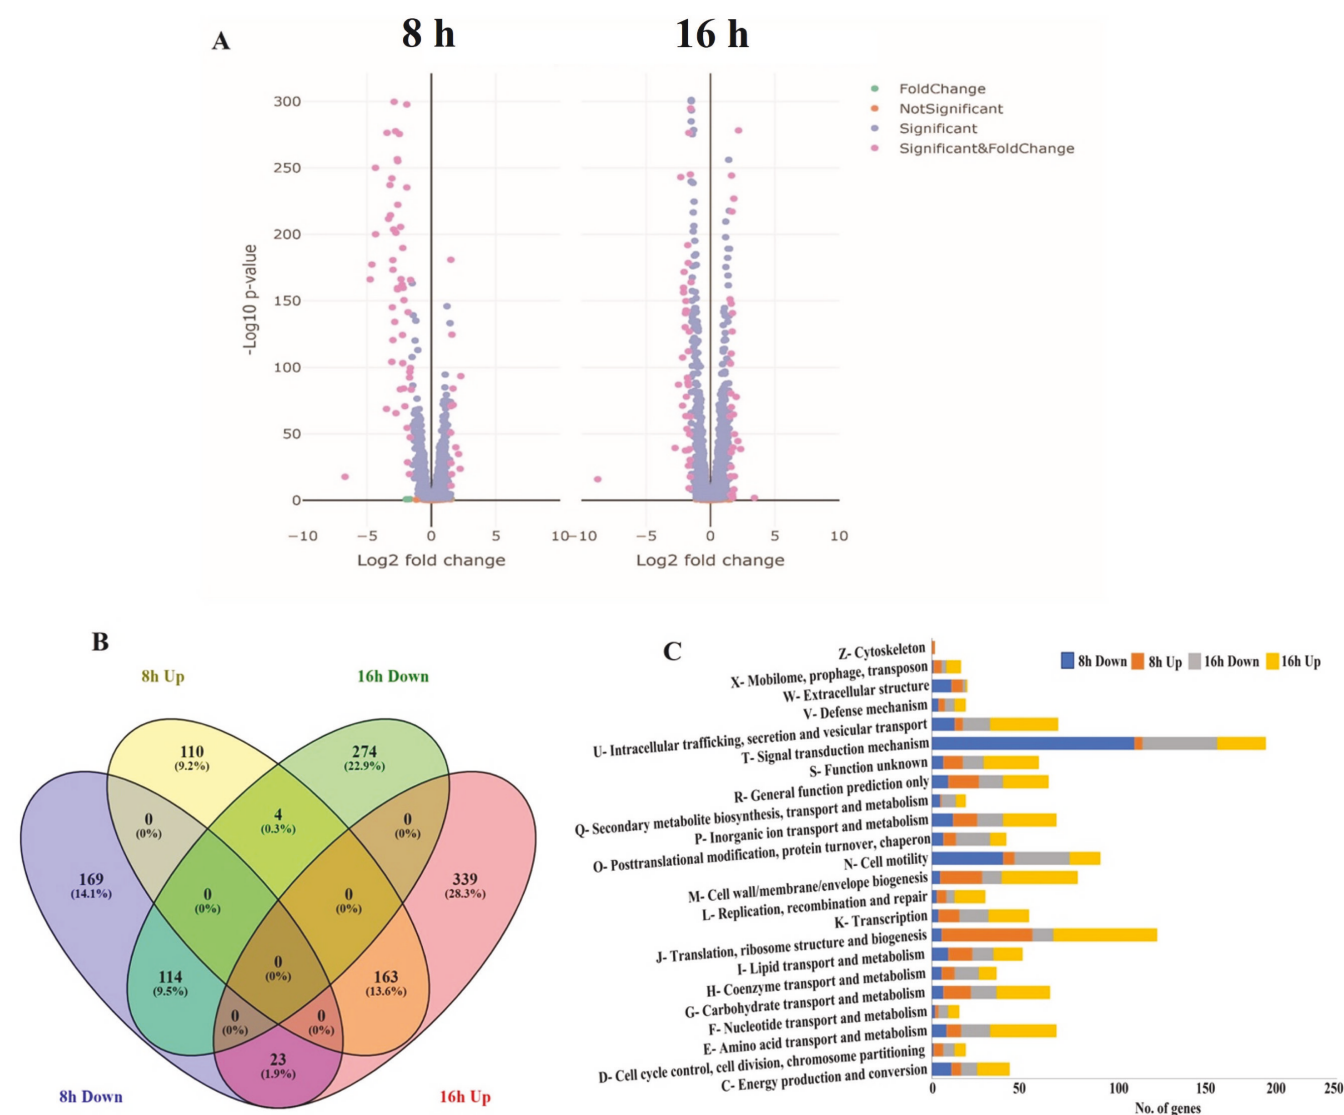 A
8 h
16 h
FoldChange
NotSignificant
Significant
Significant&FoldChange
300
250
200
150
100
50
0
-Log10 p-value
−10 −5 0 5 10 −10 −5 0 5 10
Log2 fold change
Log2 fold change
B
8h Up
16h Down
110
(9.2%)
274
(22.9%)
0
(0%)
4
(0.3%)
0
(0%)
169
(14.1%)
339
(28.3%)
0
(0%)
0
(0%)
0
(0%)
114
(9.5%)
163
(13.6%)
0
(0%)
0
(0%)
23
(1.9%)
8h Down
16h Up
C
8h Down 8h Up 16h Down 16h Up
Z- Cytoskeleton
X- Mobilome, prophage, transposon
W- Extracellular structure
V- Defense mechanism
U- Intracellular trafficking, secretion and vesicular transport
T- Signal transduction mechanism
S- Function unknown
R- General function prediction only
Q- Secondary metabolite biosynthesis, transport and metabolism
P- Inorganic ion transport and metabolism
O- Posttranslational modification, protein turnover, chaperon
N- Cell motility
M- Cell wall/membrane/envelope biogenesis
L- Replication, recombination and repair
K- Transcription
J- Translation, ribosome structure and biogenesis
I- Lipid transport and metabolism
H- Coenzyme transport and metabolism
G- Carbohydrate transport and metabolism
F- Nucleotide transport and metabolism
E- Amino acid transport and metabolism
D- Cell cycle control, cell division, chromosome partitioning
C- Energy production and conversion
0 50 100 150 200 250
No. of genes